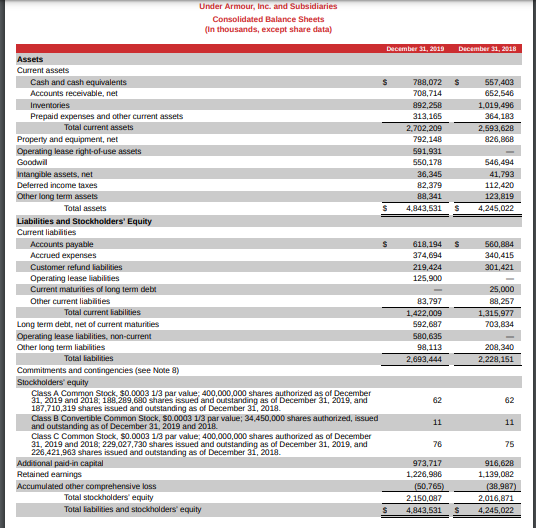 Under Armour, Inc. and Subsidiaries
Consolidated Balance Sheets
(In thousands, except share data)
December 31, 2019 December 31, 2018
Assets
Current assets
Cash and cash equivalents $ 788,072 $ 557,403
Accounts receivable, net 708,714 652,546
Inventories 892,258 1,019,496
Prepaid expenses and other current assets 313,165 364,183
Total current assets 2,702,209 2,593,628
Property and equipment, net 792,148 826,868
Operating lease right-of-use assets 591,931 —
Goodwill 550,178 546,494
Intangible assets, net 36,345 41,793
Deferred income taxes 82,379 112,420
Other long term assets 88,341 123,819
Total assets $ 4,843,531 $ 4,245,022
Liabilities and Stockholders' Equity
Current liabilities
Accounts payable $ 618,194 $ 560,884
Accrued expenses 374,694 340,415
Customer refund liabilities 219,424 301,421
Operating lease liabilities 125,900 —
Current maturities of long term debt — 25,000
Other current liabilities 83,797 88,257
Total current liabilities 1,422,009 1,315,977
Long term debt, net of current maturities 592,687 703,834
Operating lease liabilities, non-current 580,635 —
Other long term liabilities 98,113 208,340
Total liabilities 2,693,444 2,228,151
Commitments and contingencies (see Note 8)
Stockholders' equity
Class A Common Stock, $0.0003 1/3 par value; 400,000,000 shares authorized as of December
31, 2019 and 2018; 188,289,680 shares issued and outstanding as of December 31, 2019, and 62 62
187,710,319 shares issued and outstanding as of December 31, 2018.
Class B Convertible Common Stock, $0.0003 1/3 par value; 34,450,000 shares authorized, issued
and outstanding as of December 31, 2019 and 2018. 11 11
Class C Common Stock, $0.0003 1/3 par value; 400,000,000 shares authorized as of December
31, 2019 and 2018; 229,027,730 shares issued and outstanding as of December 31, 2019, and 76 75
226,421,963 shares issued and outstanding as of December 31, 2018.
Additional paid-in capital 973,717 916,628
Retained earnings 1,226,986 1,139,082
Accumulated other comprehensive loss (50,765) (38,987)
Total stockholders' equity 2,150,087 2,016,871
Total liabilities and stockholders' equity $ 4,843,531 $ 4,245,022